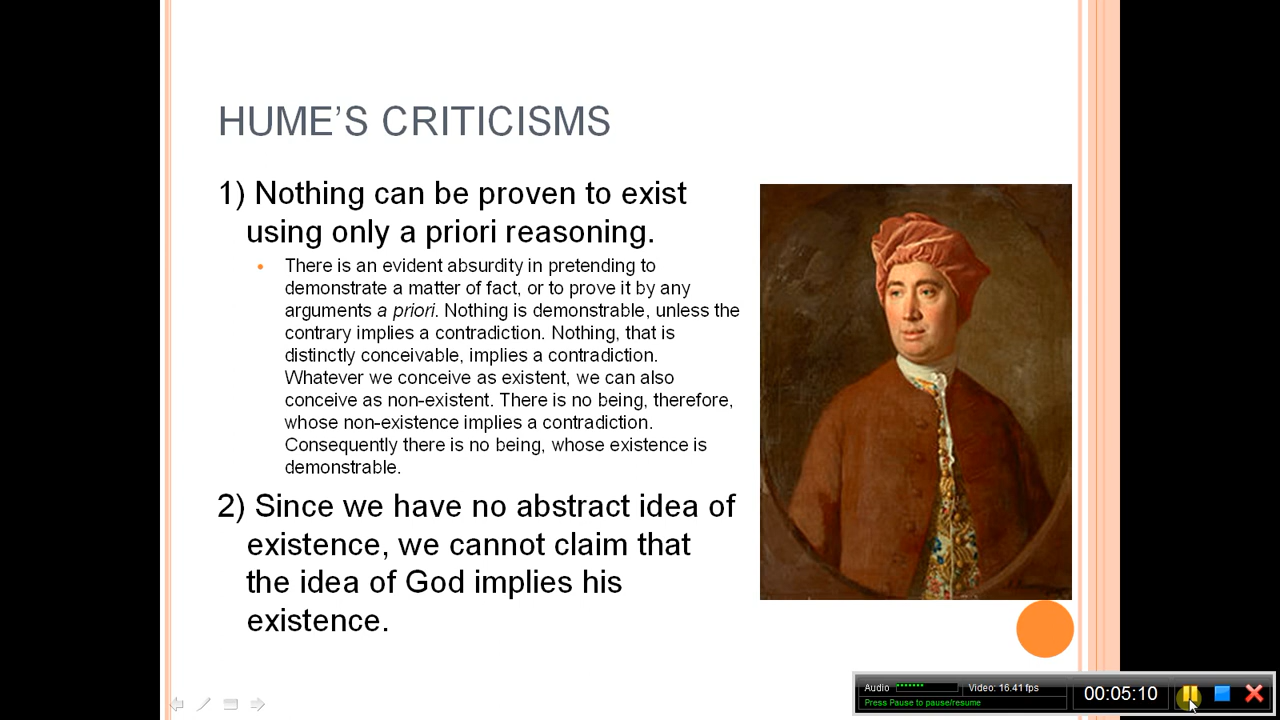 HUME’S CRITICISMS
1) Nothing can be proven to exist
using only a priori reasoning.
• There is an evident absurdity in pretending to
demonstrate a matter of fact, or to prove it by any
arguments a priori. Nothing is demonstrable, unless the
contrary implies a contradiction. Nothing, that is
distinctly conceivable, implies a contradiction.
Whatever we conceive as existent, we can also
conceive as non-existent. There is no being, therefore,
whose non-existence implies a contradiction.
Consequently there is no being, whose existence is
demonstrable.
2) Since we have no abstract idea of
existence, we cannot claim that
the idea of God implies his
existence.
Audio Video: 16.41 fps
Press Pause to pause/resume
00:05:10